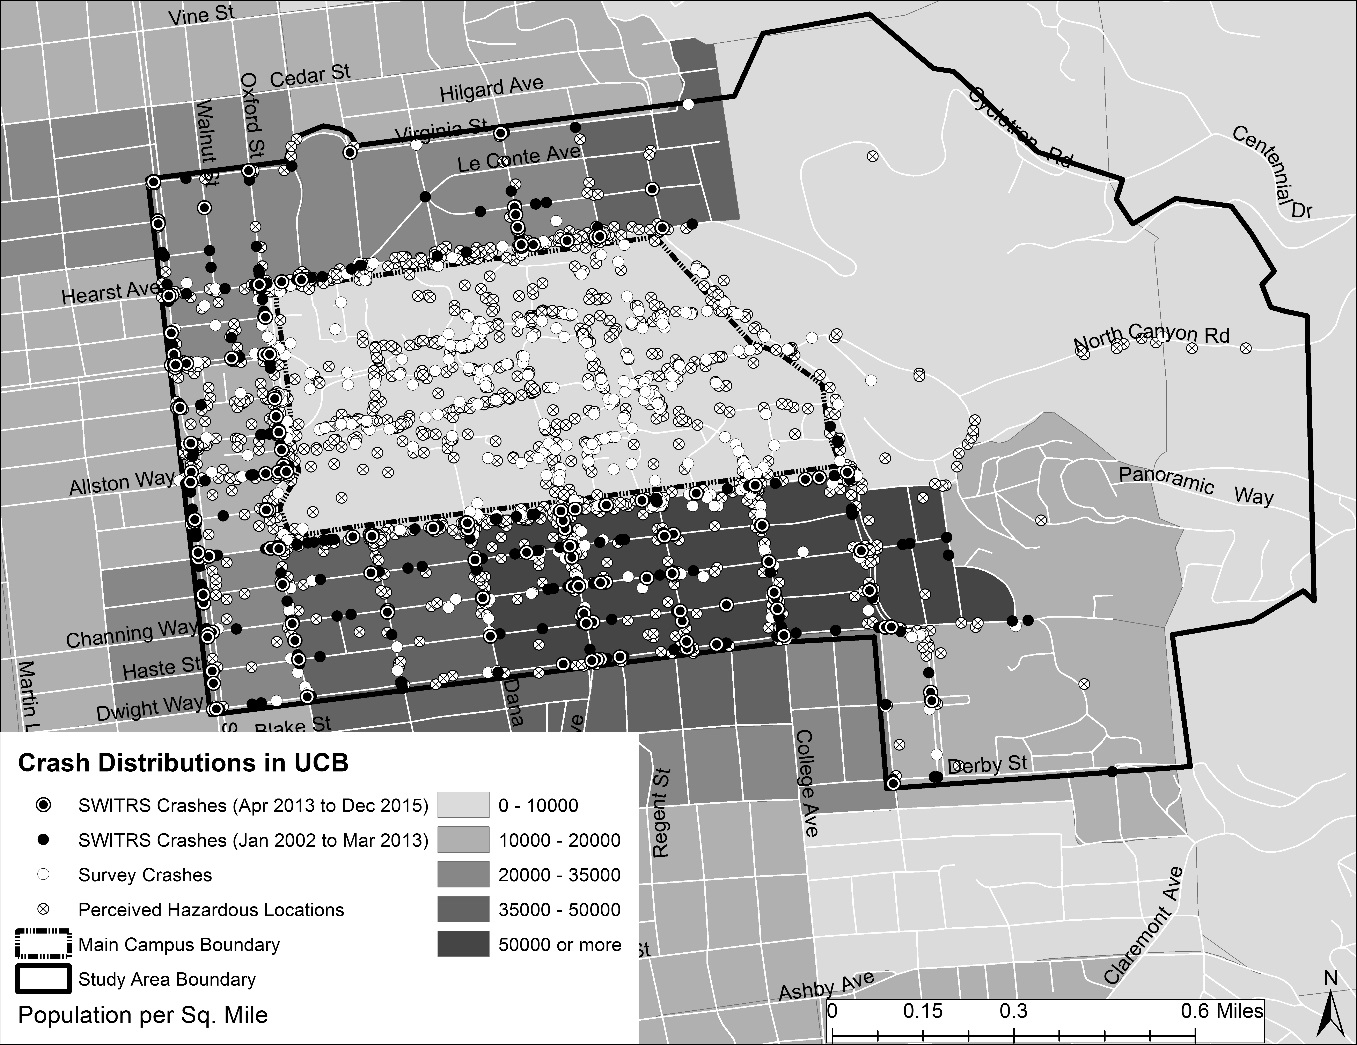 Vine St
Cedar St
Oxford St
Walnut St
Hilgard Ave
Virginia St
Le Conte Ave
Cyclotron Rd
Centennial Dr
Hearst Ave
North Canyon Rd
Allston Way
Panoramic Way
Channing Way
Haste St
Dwight Way
Martin L
S
Blake St
Dana
ve
Derby St
College Ave
Regent St
Claremont Ave
st
Ashby Ave
Crash Distributions in UCB
SWITRS Crashes (Apr 2013 to Dec 2015)
SWITRS Crashes (Jan 2002 to Mar 2013)
Survey Crashes
Perceived Hazardous Locations
Main Campus Boundary
Study Area Boundary
Population per Sq. Mile
0 - 10000
10000 - 20000
20000 - 35000
35000 - 50000
50000 or more
0 0.15 0.3 0.6 Miles
N